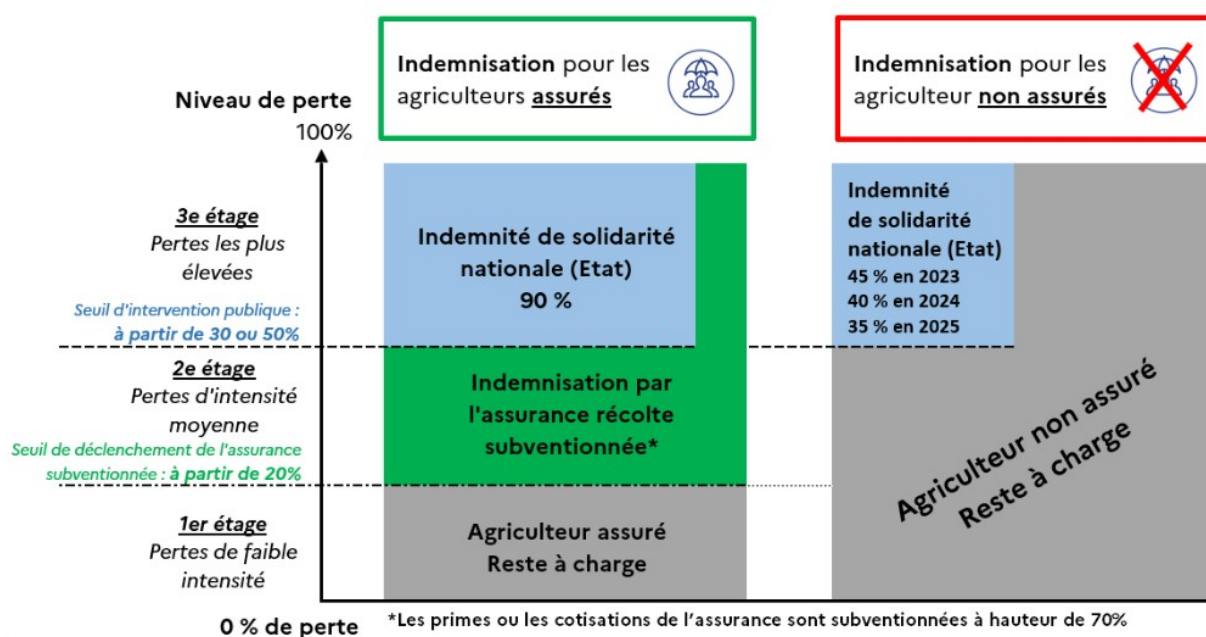 Indemnisation pour les
agriculteurs assurés
Indemnisation pour les
agriculteur non assurés
Niveau de perte
100%
3e étage
Pertes les plus
élevées
Seuil d'intervention publique :
à partir de 30 ou 50%
2e étage
Pertes d'intensité
moyenne
Seuil de déclenchement de l'assurance
subventionnée : à partir de 20%
1er étage
Pertes de faible
intensité
0 % de perte
Indemnité de solidarité
nationale (Etat)
90 %
Indemnisation par
l'assurance récolte
subventionnée*
Agriculteur assuré
Reste à charge
Indemnité
de solidarité
nationale (Etat)
45 % en 2023
40 % en 2024
35 % en 2025
Agriculteur non assuré
Reste à charge
*Les primes ou les cotisations de l’assurance sont subventionnées à hauteur de 70%